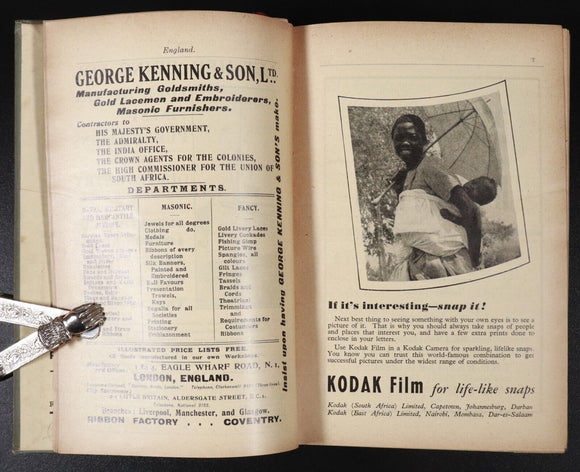 England.
GEORGE KENNING & SON, LTD.
Manufacturing Goldsmiths,
Gold Lacemen and Embroiderers,
Masonic Furnishers.
Contractors to
HIS MAJESTY'S GOVERNMENT,
THE ADMIRALTY,
THE INDIA OFFICE,
THE CROWN AGENTS FOR THE COLONIES,
THE HIGH COMMISSIONER FOR THE UNION OF
SOUTH AFRICA.
DEPARTMENTS.
MASONIC.
Jewels for all degrees
Clothing do.
Medals
Furniture
Ribbons of every
description
Silk Banners,
Painted and
Embroidered
Ball Favours
Presentation
Trowels,
Keys
Regalia for all
Societies
Printing
Stationery
Emblazonment
FANCY.
Gold Livery Laces
Livery Cockades
Fishing Gimp
Picture Wire
Spangles, all
colours.
Gilt Laces
Fringes
Tassels
Braids and
Cords
Theatrical
Trimmings
and
Requirements for
Costumiers
Ribbons
Insist upon having GEORGE KENNING & SON'S make.
ILLUSTRATED PRICE LISTS FREE.
All Goods manufactured in our own Workshops.
EAGLE WHARF ROAD, N. 1,
LONDON, ENGLAND.
LITTLE BRITAIN, ALDERSGATE STREET, E.C.1.
Branches: Liverpool, Manchester, and Glasgow.
RIBBON FACTORY . . . COVENTRY.
7
If it's interesting—snap it!
Next best thing to seeing something with your own eyes is to see a
picture of it. That is why you should always take snaps of people
and places that interest you, and have a few extra prints done to
enclose in your letters.
Use Kodak Film in a Kodak Camera for sparkling, lifelike snaps.
You know you can trust this world-famous combination to get
successful pictures under the widest range of conditions.
KODAK Film for life-like snaps
Kodak (South Africa) Limited, Capetown, Johannesburg, Durban
Kodak (East Africa) Limited, Nairobi, Mombasa, Dar-es-Salaam